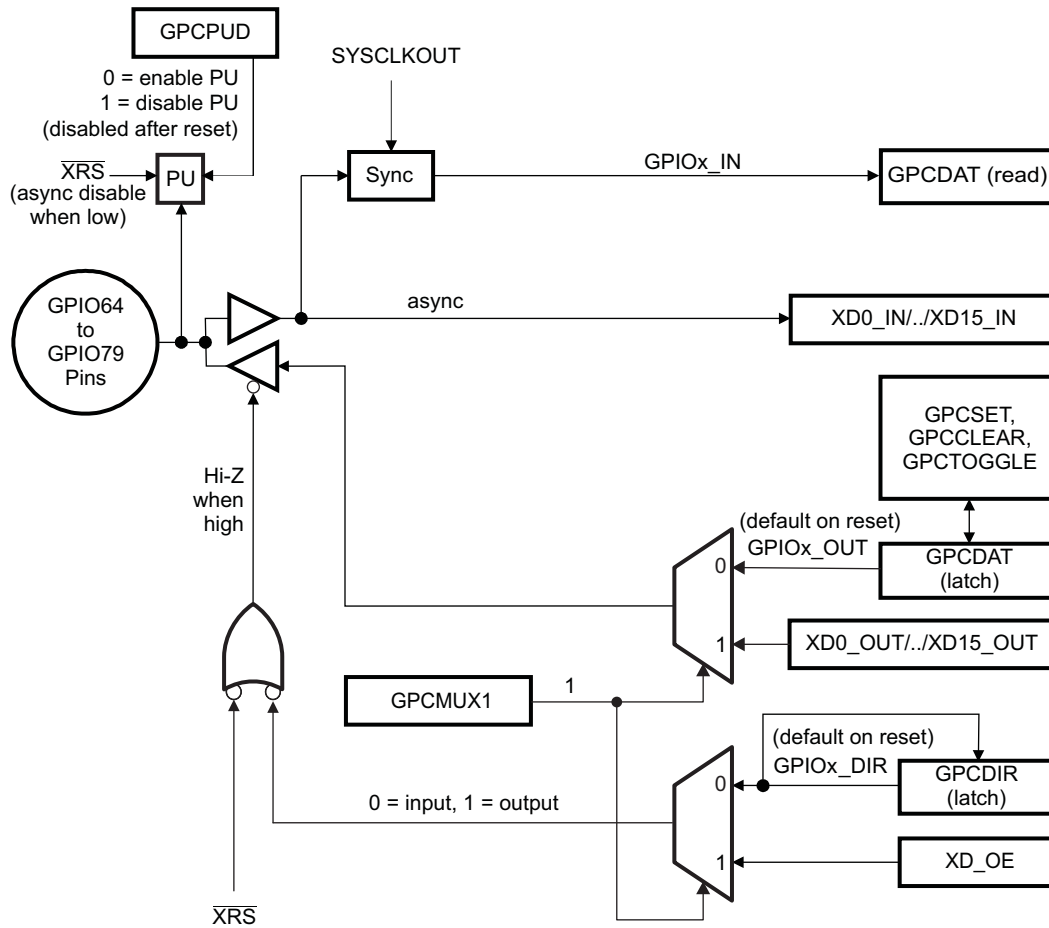 GPCPUD
0 = enable PU
1 = disable PU
(disabled after reset)
SYSCLKOUT
XRS
(async disable
when low)
PU
Sync
GPIOx_IN
GPCDAT (read)
GPIO64
to
GPIO79
Pins
async
XD0_IN/../XD15_IN
GPCSET,
GPCCLEAR,
GPCTOGGLE
Hi-Z
when
high
(default on reset)
GPIOx_OUT
0
GPCDAT
(latch)
1
XD0_OUT/../XD15_OUT
GPCMUX1
1
(default on reset)
GPIOx_DIR
0
GPCDIR
(latch)
0 = input, 1 = output
1
XD_OE
XRS